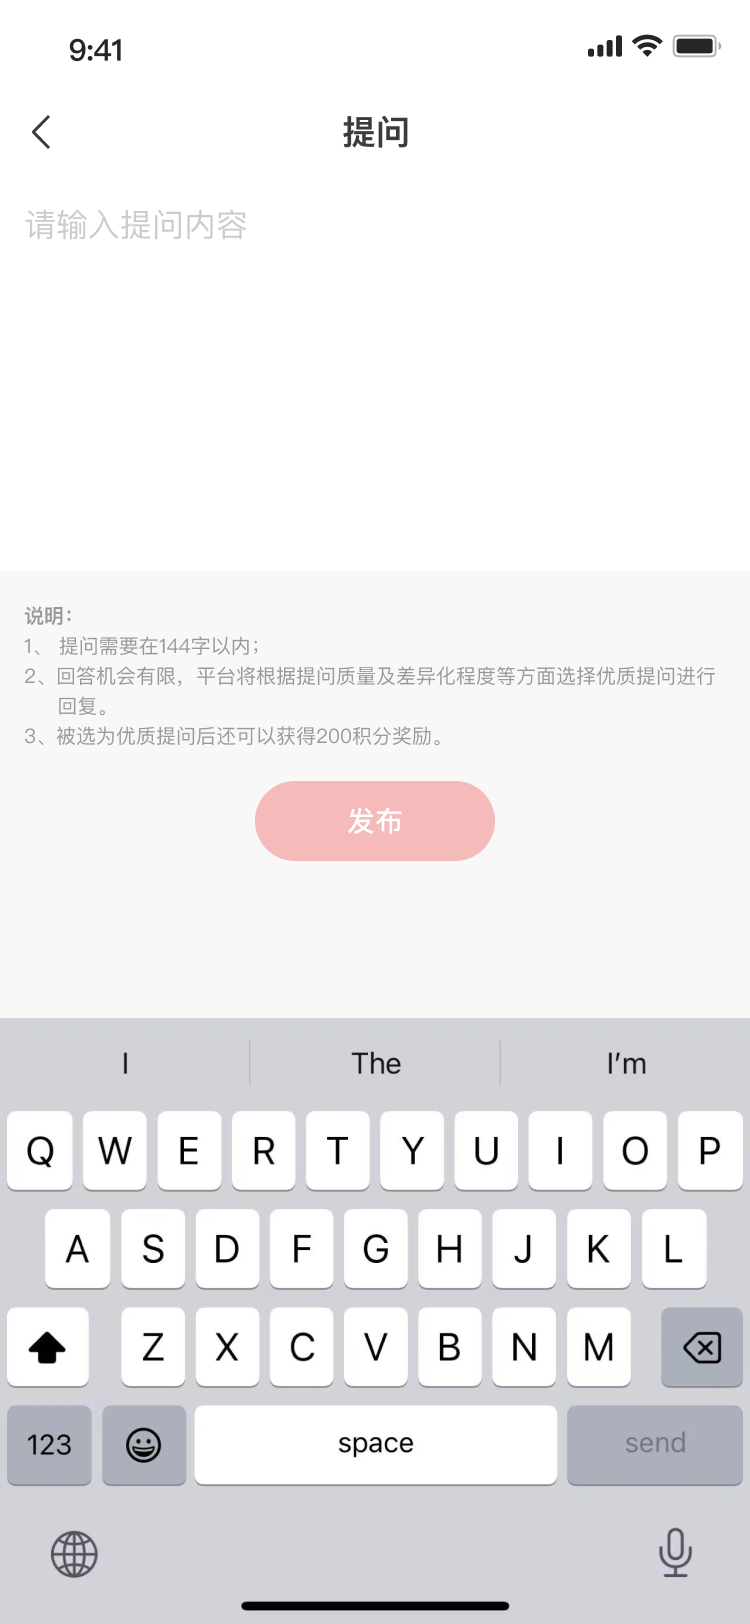 9:41
提问
请输入提问内容
说明：
1、 提问需要在144字以内；
2、回答机会有限，平台将根据提问质量及差异化程度等方面选择优质提问进行
回复。
3、被选为优质提问后还可以获得200积分奖励。
发布
I The I'm
Q W E R T Y U I O P
A S D F G H J K L
Z X C V B N M
123 space send